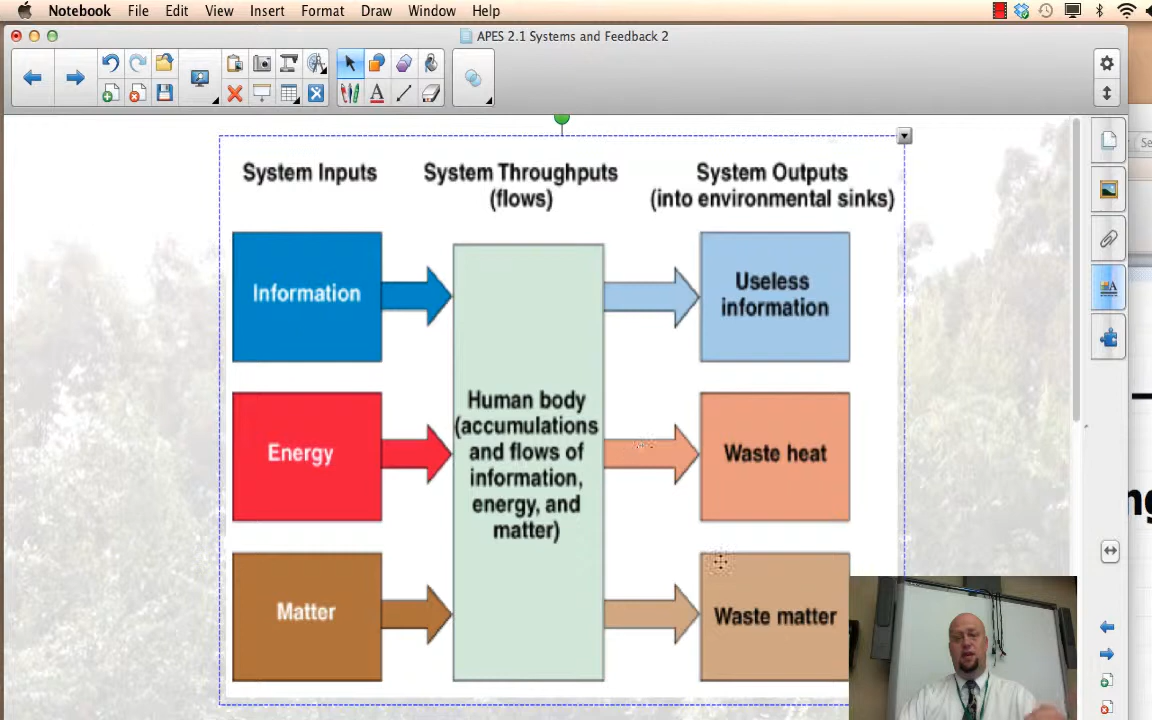 Notebook File Edit View Insert Format Draw Window Help
APES 2.1 Systems and Feedback 2
System Inputs
System Throughputs
(flows)
System Outputs
(into environmental sinks)
Information
Useless
information
Energy
Human body
(accumulations
and flows of
information,
energy, and
matter)
Waste heat
Matter
Waste matter